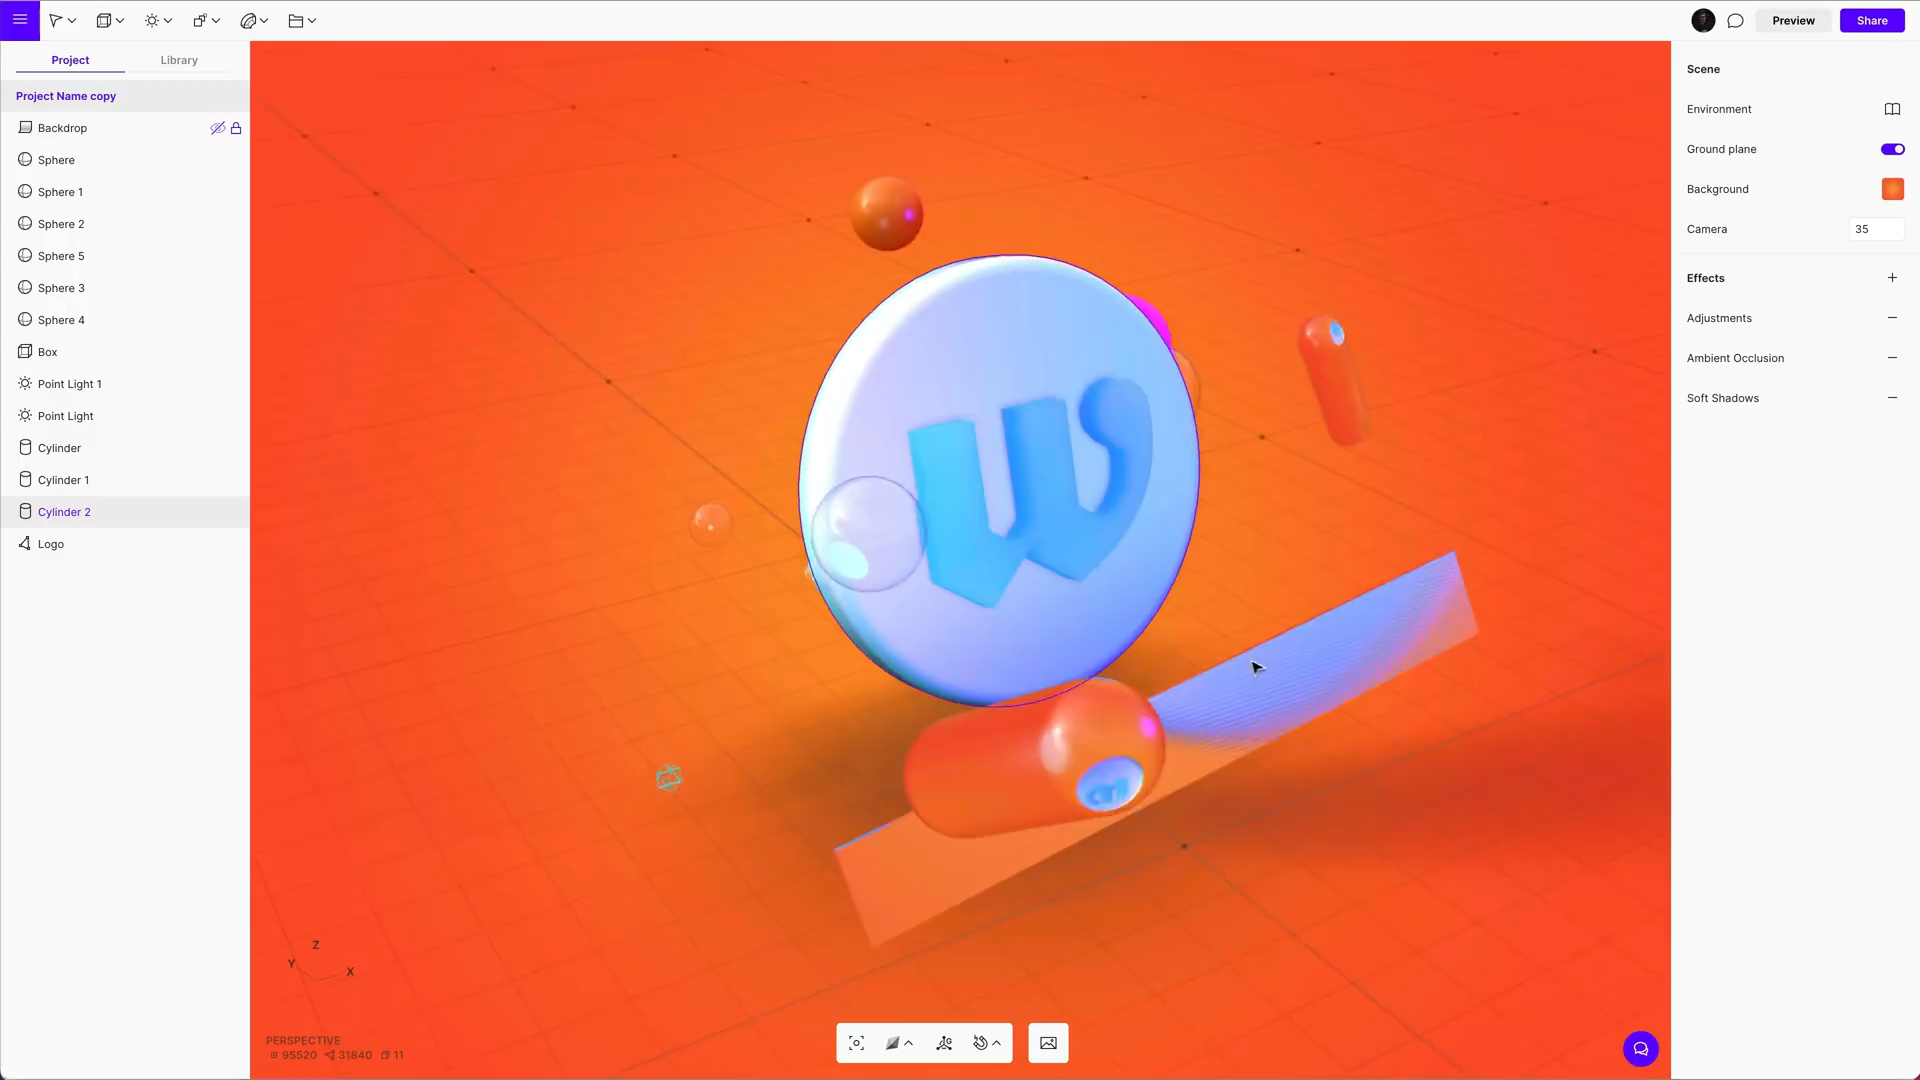 Preview
Share
Project
Library
Project Name copy
Backdrop
Sphere
Sphere 1
Sphere 2
Sphere 5
Sphere 3
Sphere 4
Box
Point Light 1
Point Light
Cylinder
Cylinder 1
Cylinder 2
Logo
W
Z
Y
X
PERSPECTIVE
95520 31840 11
Scene
Environment
Ground plane
Background
Camera 35
Effects
Adjustments
Ambient Occlusion
Soft Shadows